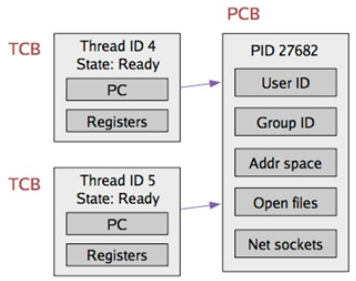 PCB
TCB
Thread ID 4
State: Ready
PC
Registers
TCB
Thread ID 5
State: Ready
PC
Registers
PID 27682
User ID
Group ID
Addr space
Open files
Net sockets